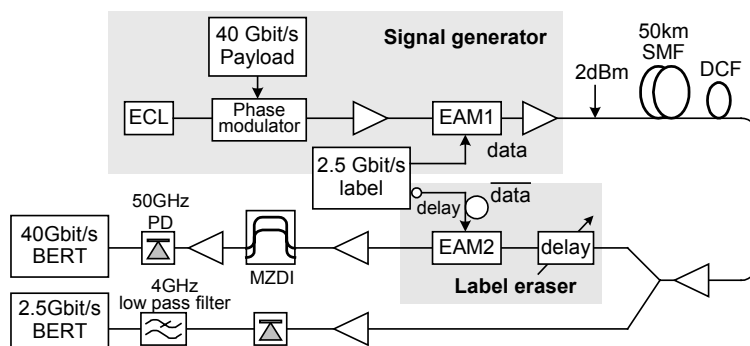 40 Gbit/s
Payload
Signal generator
50km
SMF
DCF
2dBm
ECL
Phase
modulator
EAM1
data
2.5 Gbit/s
label
delay
data
50GHz
PD
40Gbit/s
BERT
MZDI
EAM2
delay
Label eraser
4GHz
low pass filter
2.5Gbit/s
BERT